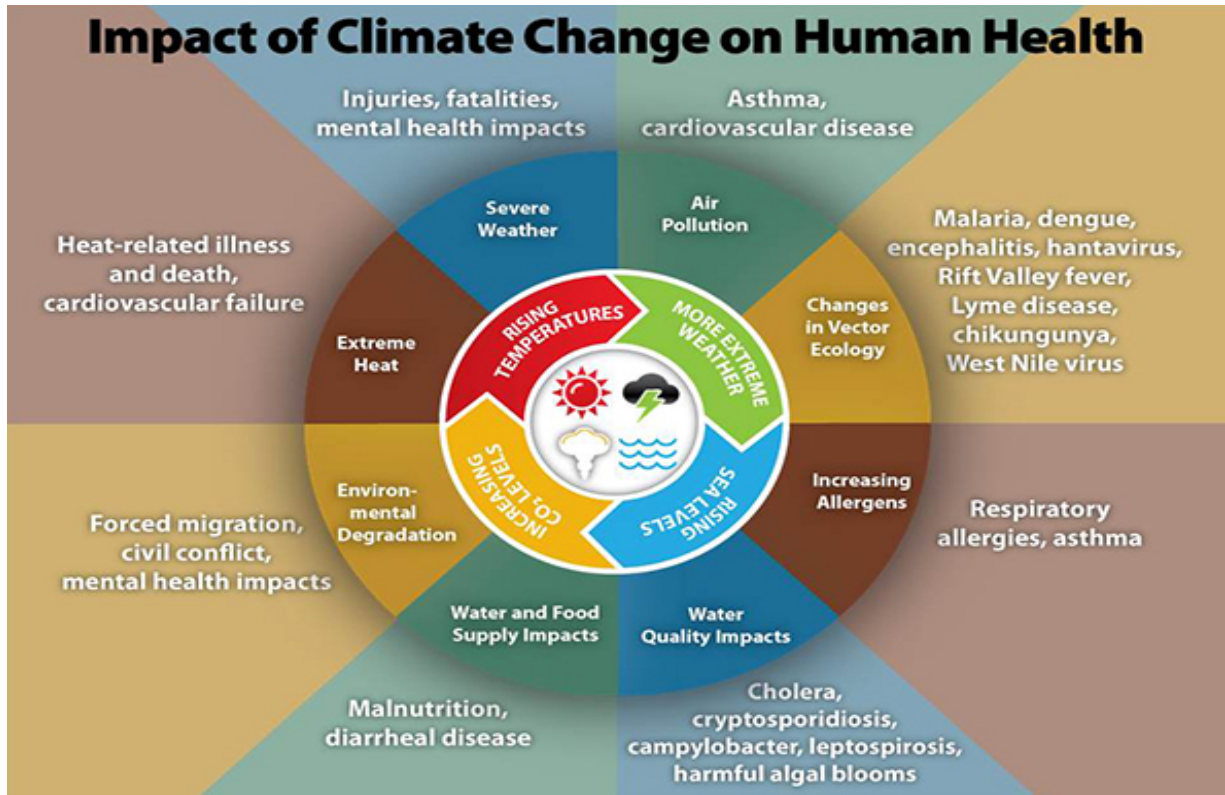 Impact of Climate Change on Human Health
Injuries, fatalities,
mental health impacts
Asthma,
cardiovascular disease
Severe
Weather
Air
Pollution
Heat-related illness
and death,
cardiovascular failure
Extreme
Heat
Malaria, dengue,
encephalitis, hantavirus,
Rift Valley fever,
Lyme disease,
chikungunya,
West Nile virus
Changes
in Vector
Ecology
RISING
TEMPERATURES
MORE EXTREME
WEATHER
INCREASING
CO₂ LEVELS
RISING
SEA LEVELS
Forced migration,
civil conflict,
mental health impacts
Environ-
mental
Degradation
Increasing
Allergens
Respiratory
allergies, asthma
Water and Food
Supply Impacts
Water
Quality Impacts
Malnutrition,
diarrheal disease
Cholera,
cryptosporidiosis,
campylobacter, leptospirosis,
harmful algal blooms